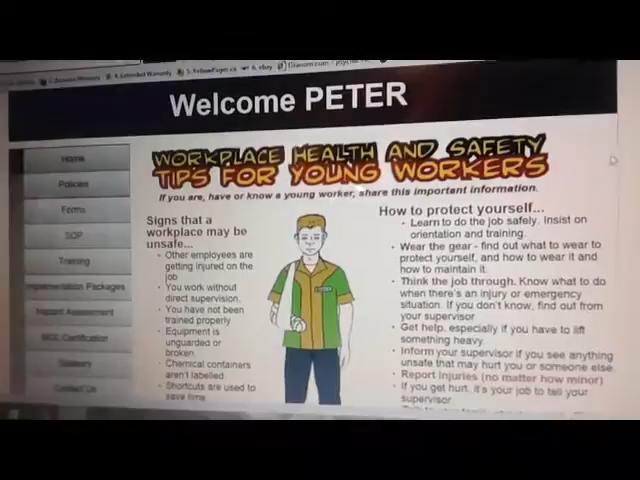 4. Extended Warranty
5. YellowPages.ca
6. ebay
Welcome PETER
Home
Policies
Forms
SOP
Training
Implementation Packages
Hazard Assessment
Contact Us
WORKPLACE HEALTH AND SAFETY
TIPS FOR YOUNG WORKERS
If you are, have or know a young worker, share this important information.
Signs that a
workplace may be
unsafe...
· Other employees are
getting injured on the
job
· You work without
direct supervision.
· You have not been
trained properly
· Equipment is
unguarded or
broken
· Chemical containers
aren't labelled
· Shortcuts are used to
save time
How to protect yourself...
· Learn to do the job safely. Insist on
orientation and training.
· Wear the gear - find out what to wear to
protect yourself, and how to wear it and
how to maintain it.
· Think the job through. Know what to do
when there's an injury or emergency
situation. If you don't know, find out from
your supervisor
· Get help, especially if you have to lift
something heavy
· Inform your supervisor if you see anything
unsafe that may hurt you or someone else.
· Report Injuries (no matter how minor)
· If you get hurt, it's your job to tell your
supervisor